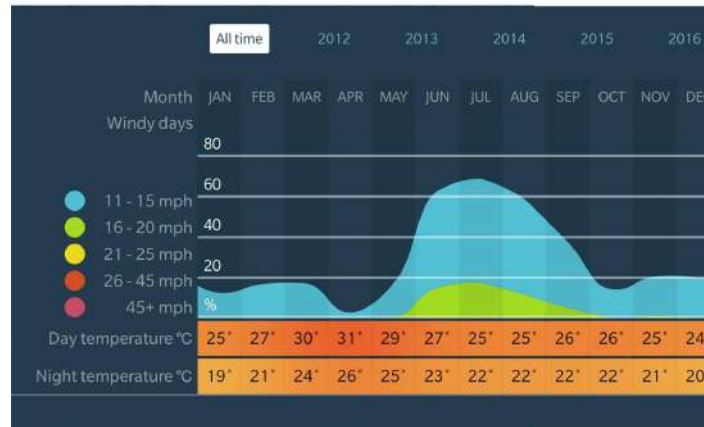 All time 2012 2013 2014 2015 2016
Month JAN FEB MAR APR MAY JUN JUL AUG SEP OCT NOV DE
Windy days
80
60
11 - 15 mph
16 - 20 mph 40
21 - 25 mph
26 - 45 mph 20
45+ mph %
Day temperature °C 25° 27° 30° 31° 29° 27° 25° 25° 26° 26° 25° 24
Night temperature °C 19° 21° 24° 26° 25° 23° 22° 22° 22° 22° 21° 20